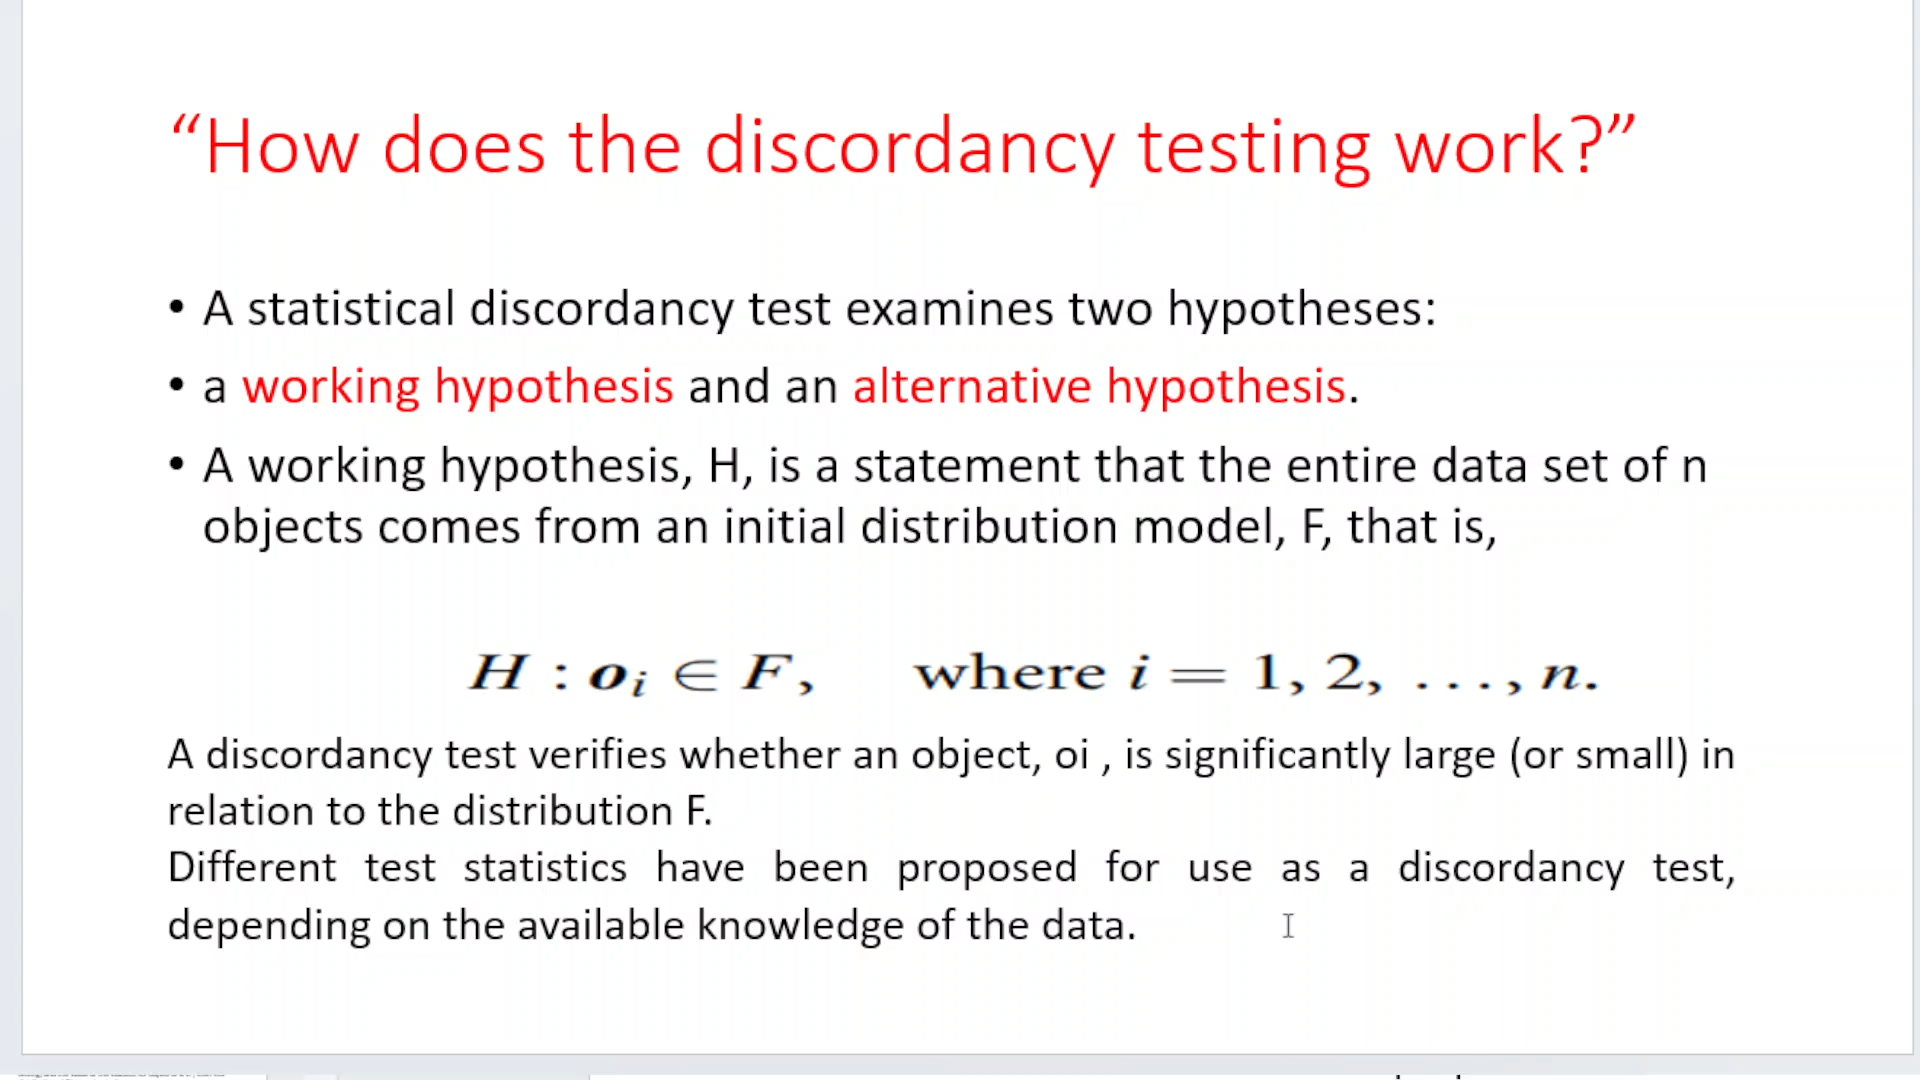 “How does the discordancy testing work?”
• A statistical discordancy test examines two hypotheses:
• a working hypothesis and an alternative hypothesis.
• A working hypothesis, H, is a statement that the entire data set of n
objects comes from an initial distribution model, F, that is,
H : oᵢ ∈ F,    where i = 1, 2, ..., n.
A discordancy test verifies whether an object, oi , is significantly large (or small) in
relation to the distribution F.
Different test statistics have been proposed for use as a discordancy test,
depending on the available knowledge of the data.